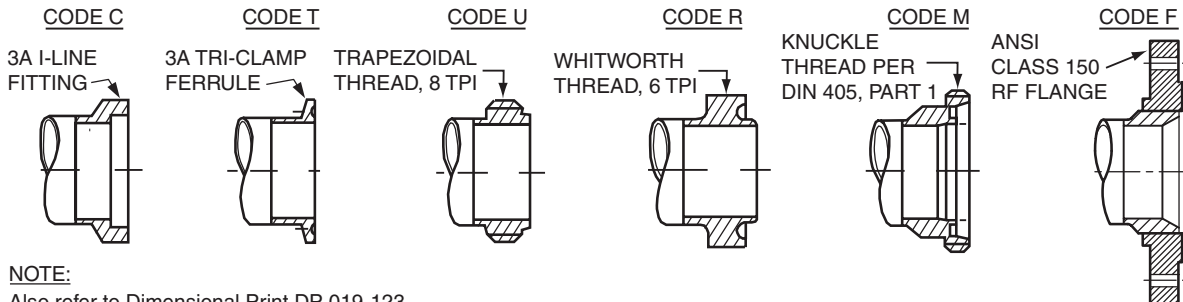 CODE C
CODE T
CODE U
CODE R
CODE M
CODE F
3A I-LINE
FITTING
3A TRI-CLAMP
FERRULE
TRAPEZOIDAL
THREAD, 8 TPI
WHITWORTH
THREAD, 6 TPI
KNUCKLE
THREAD PER
DIN 405, PART 1
ANSI
CLASS 150
RF FLANGE
NOTE:
Also refer to Dimensional Print DP 019-123